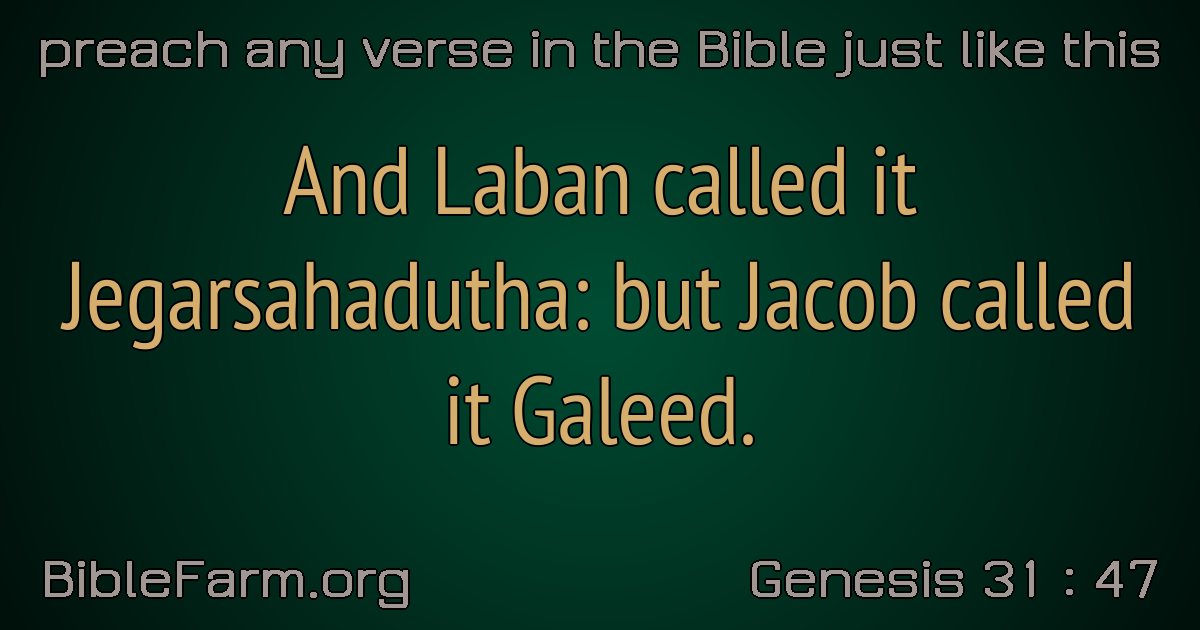 preach any verse in the Bible just like this
And Laban called it
Jegarsahadutha: but Jacob called
it Galeed.
BibleFarm.org
Genesis 31 : 47